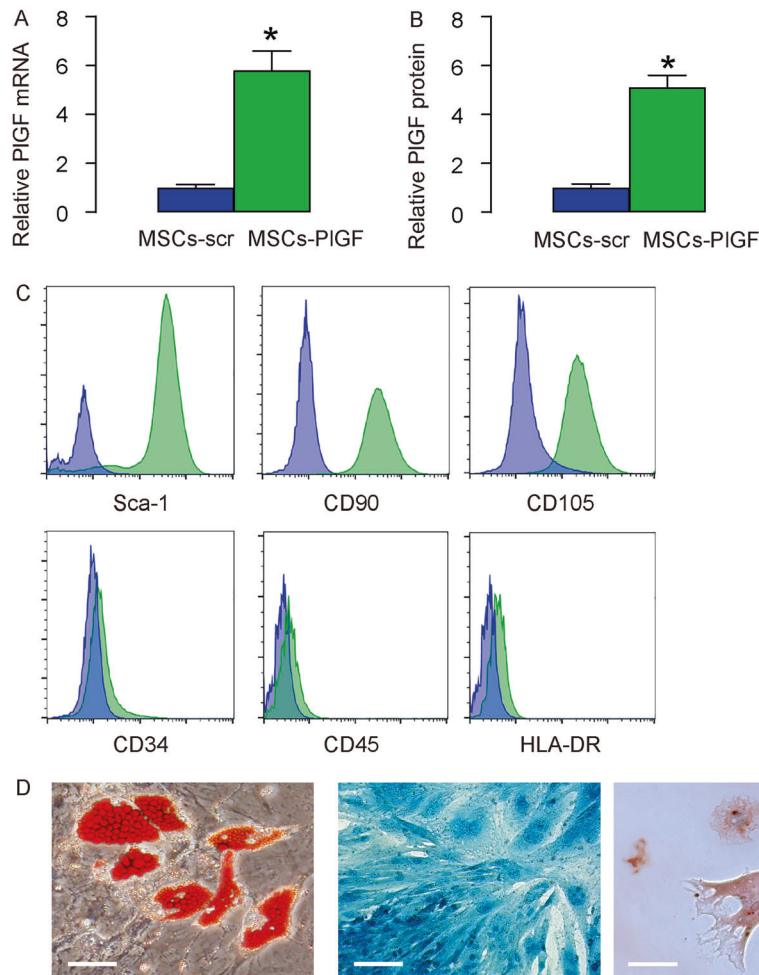 A
Relative PlGF mRNA
8
6
4
2
0
*
MSCs-scr MSCs-PlGF
B
Relative PlGF protein
8
6
4
2
0
*
MSCs-scr MSCs-PlGF
C
Sca-1
CD90
CD105
CD34
CD45
HLA-DR
D